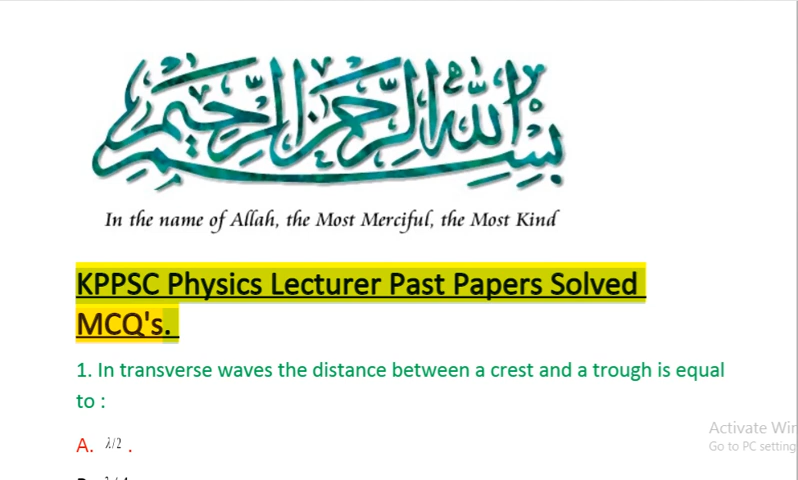 بسم الله الرحمن الرحيم
In the name of Allah, the Most Merciful, the Most Kind
KPPSC Physics Lecturer Past Papers Solved
MCQ's.
1. In transverse waves the distance between a crest and a trough is equal
to :
A. λ/2 .
Activate Win
Go to PC setting